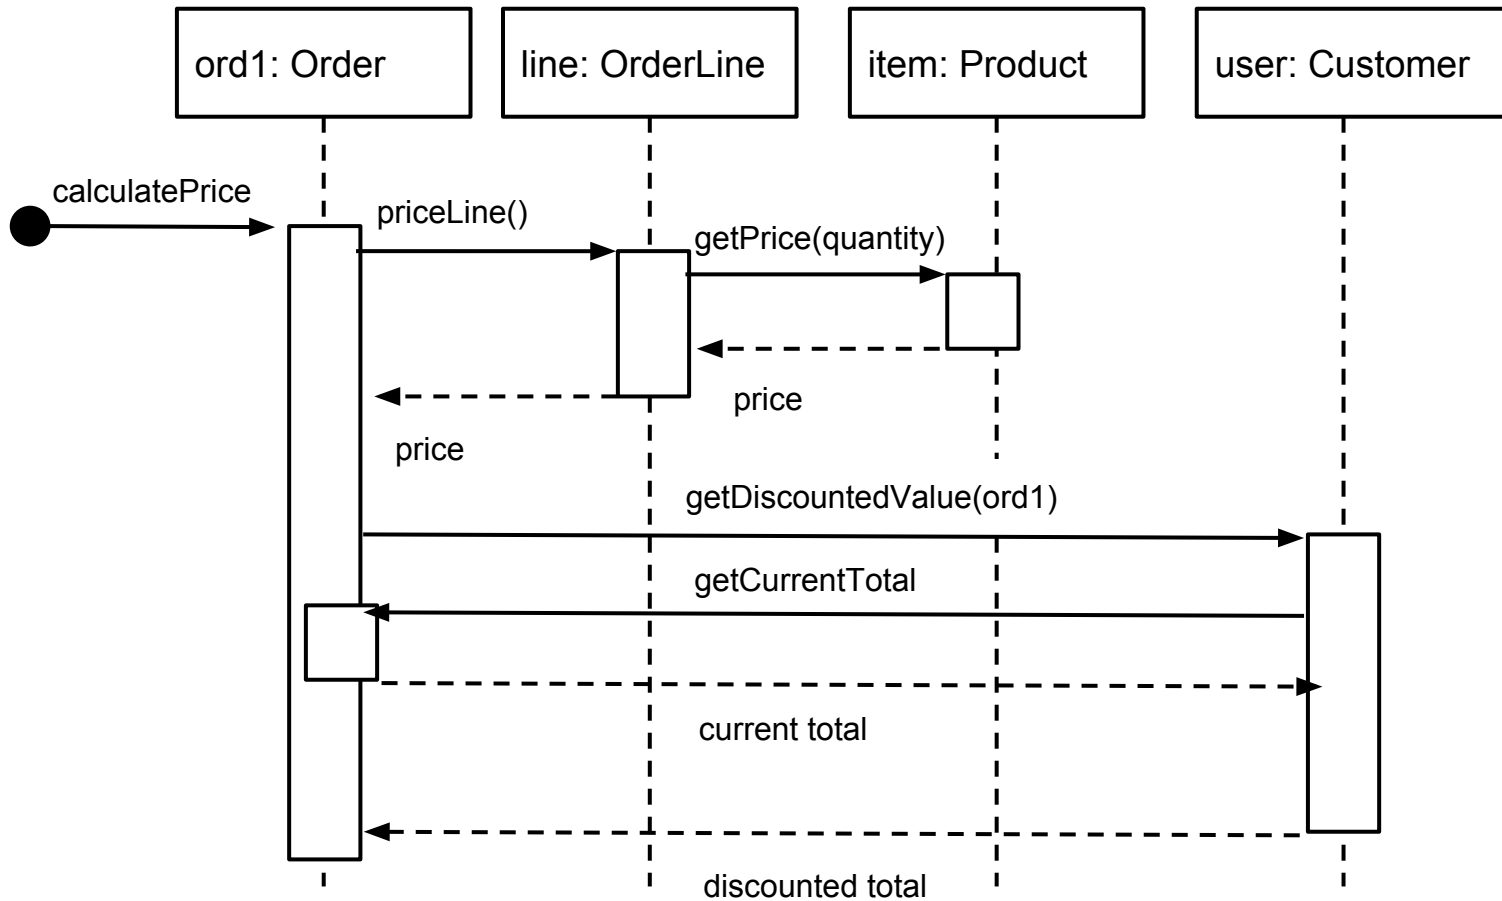 ord1: Order
line: OrderLine
item: Product
user: Customer
calculatePrice
priceLine()
getPrice(quantity)
price
price
getDiscountedValue(ord1)
getCurrentTotal
current total
discounted total